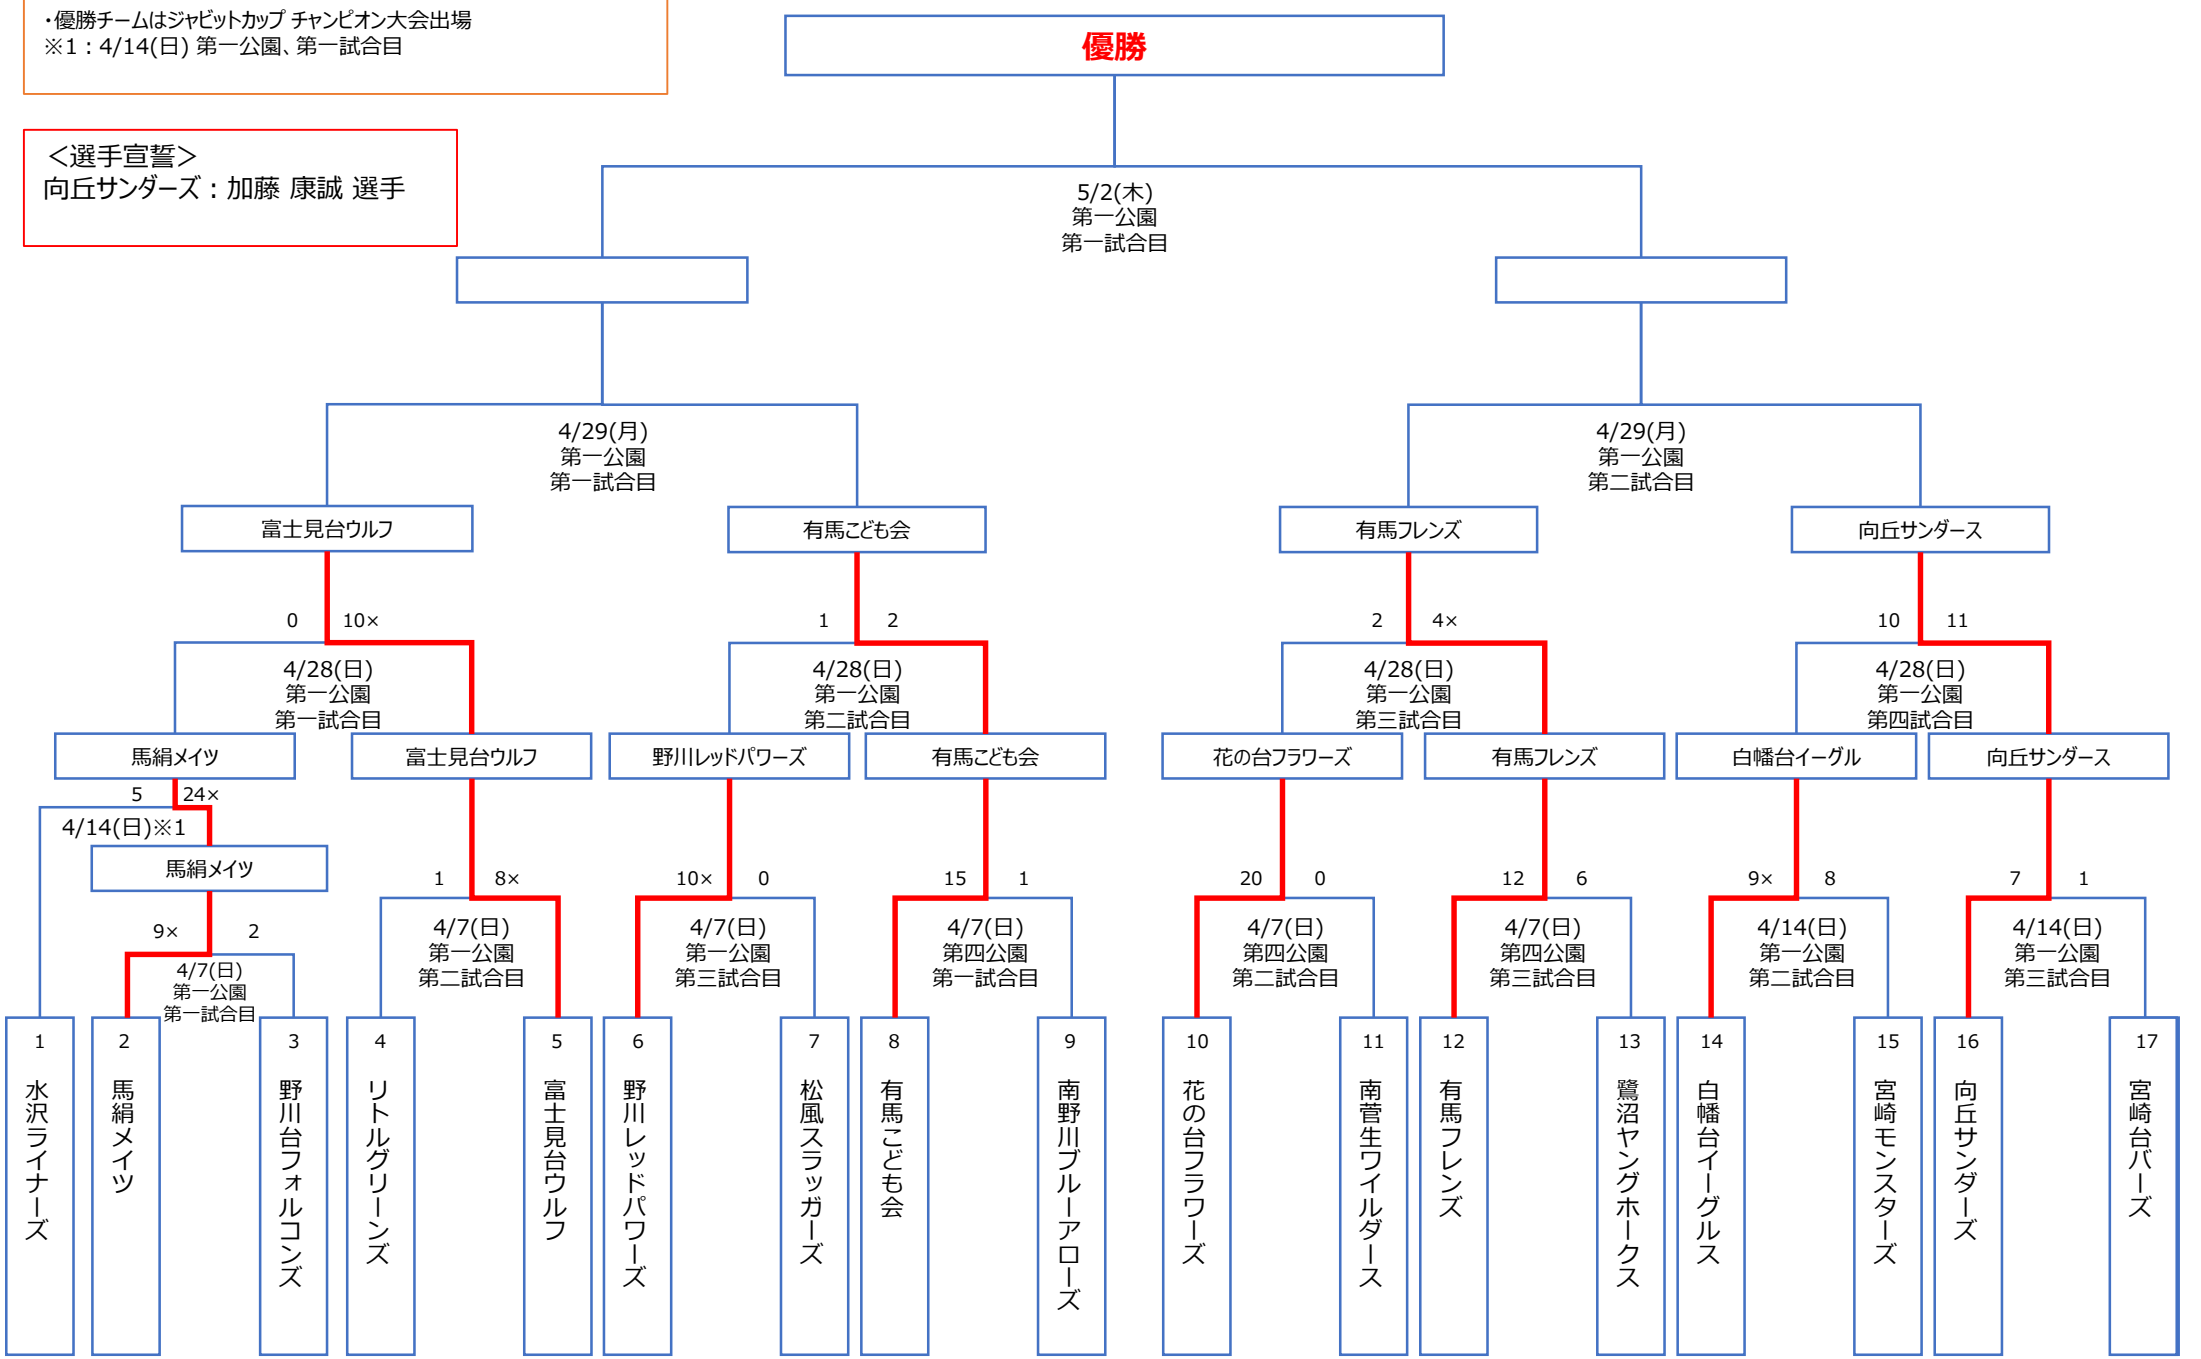 ・優勝チームはジャビットカップ チャンピオン大会出場
※1：4/14(日) 第一公園、第一試合目
優勝
＜選手宣誓＞
向丘サンダーズ：加藤 康誠 選手
5/2(木)
第一公園
第一試合目
4/29(月)
第一公園
第一試合目
4/29(月)
第一公園
第二試合目
富士見台ウルフ
有馬こども会
有馬フレンズ
向丘サンダース
0 10×
1 2
2 4×
10 11
4/28(日)
第一公園
第一試合目
4/28(日)
第一公園
第二試合目
4/28(日)
第一公園
第三試合目
4/28(日)
第一公園
第四試合目
馬絹メイツ
富士見台ウルフ
野川レッドパワーズ
有馬こども会
花の台フラワーズ
有馬フレンズ
白幡台イーグル
向丘サンダース
5 24×
4/14(日)※1
馬絹メイツ
9× 2
4/7(日)
第一公園
第一試合目
1 8×
4/7(日)
第一公園
第二試合目
10× 0
4/7(日)
第一公園
第三試合目
15 1
4/7(日)
第四公園
第一試合目
20 0
4/7(日)
第四公園
第二試合目
12 6
4/7(日)
第四公園
第三試合目
9× 8
4/14(日)
第一公園
第二試合目
7 1
4/14(日)
第一公園
第三試合目
1
水沢ライナーズ
2
馬絹メイツ
3
野川台フォルコンズ
4
リトルグリーンズ
5
富士見台ウルフ
6
野川レッドパワーズ
7
松風スラッガーズ
8
有馬こども会
9
南野川ブルーアローズ
10
花の台フラワーズ
11
南菅生ワイルダース
12
有馬フレンズ
13
鷺沼ヤングホークス
14
白幡台イーグルス
15
宮崎モンスターズ
16
向丘サンダーズ
17
宮崎台バーズ